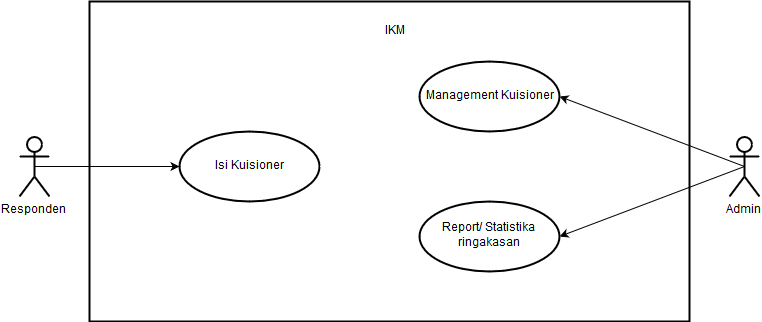 IKM
Management Kuisioner
Isi Kuisioner
Responden
Admin
Report/ Statistika
ringakasan